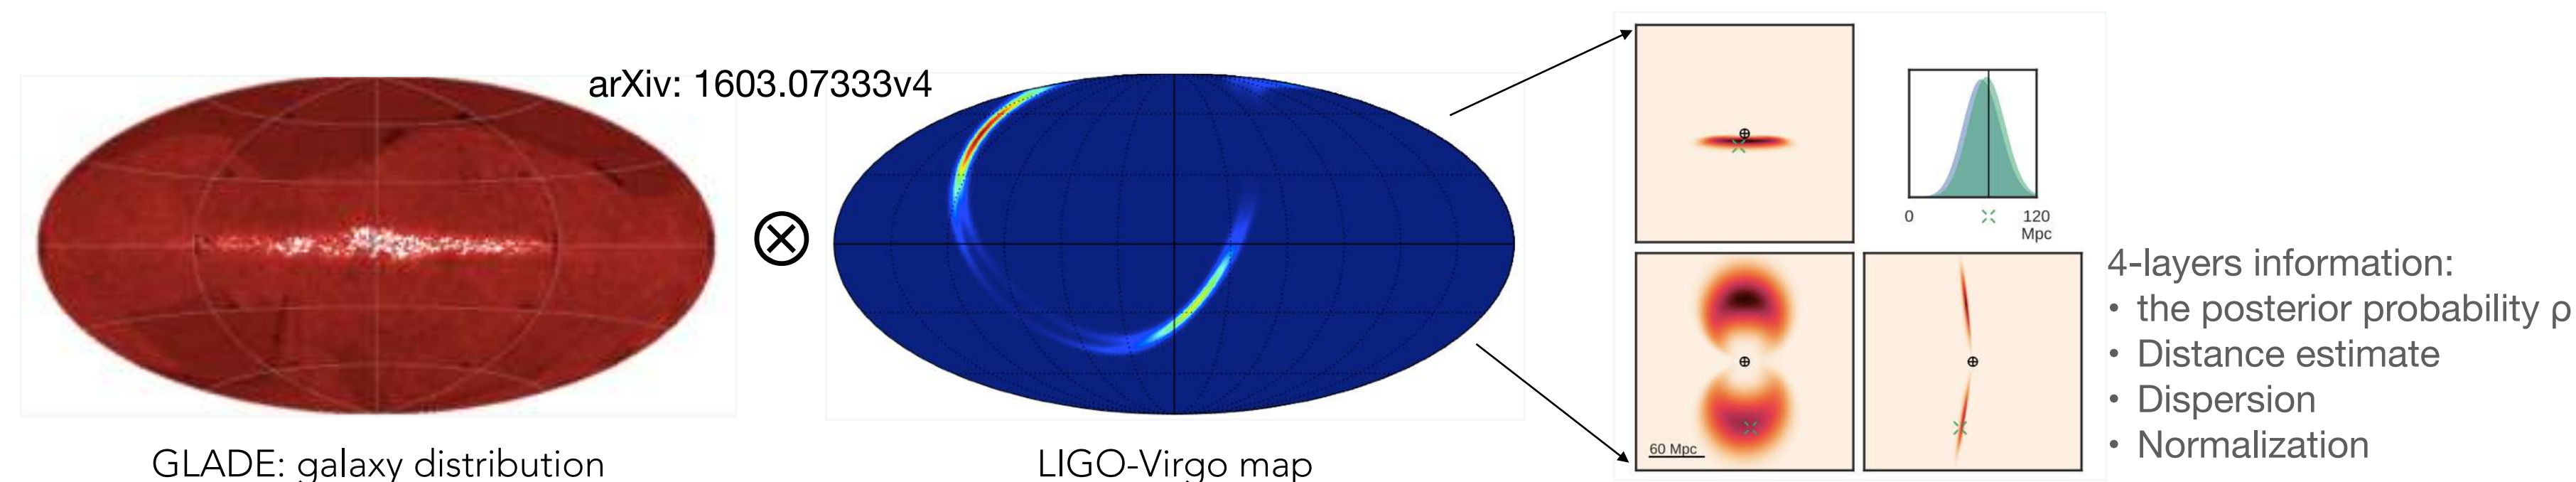 arXiv: 1603.07333v4
GLADE: galaxy distribution
LIGO-Virgo map
0
120
Mpc
60 Mpc
4-layers information:
• the posterior probability ρ
• Distance estimate
• Dispersion
• Normalization